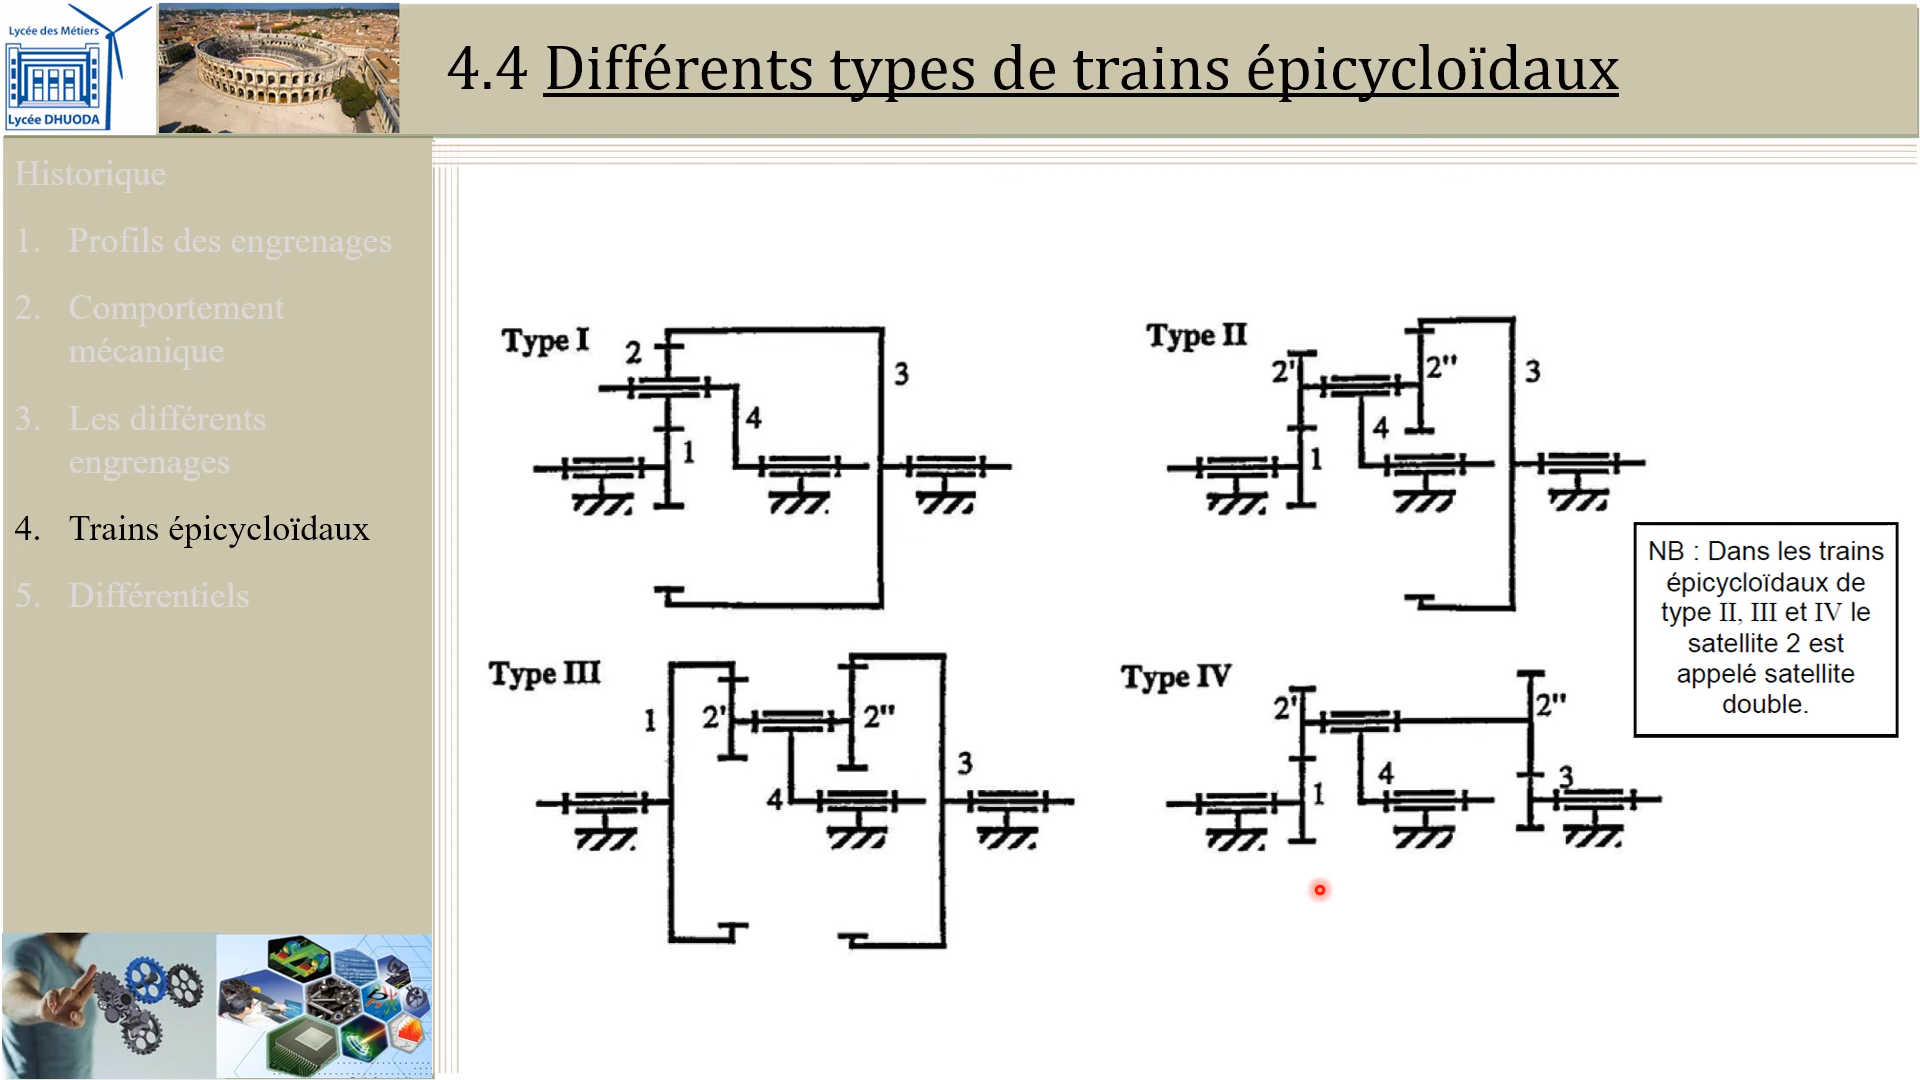 Lycée des Métiers
Lycée DHUODA
4.4 Différents types de trains épicycloïdaux
Historique
1. Profils des engrenages
2. Comportement
mécanique
3. Les différents
engrenages
4. Trains épicycloïdaux
5. Différentiels
Type I
2
3
4
1
Type II
2'
2"
3
4
1
NB : Dans les trains
épicycloïdaux de
type II, III et IV le
satellite 2 est
appelé satellite
double.
Type III
1
2'
2"
3
4
Type IV
2'
2"
4
3
1